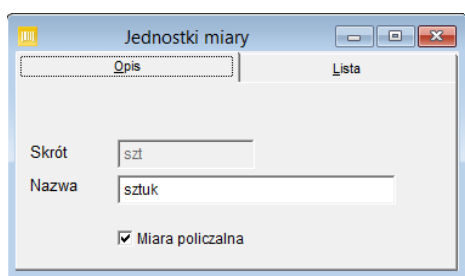 Jednostki miary
Opis Lista
Skrót szt
Nazwa sztuk
Miara policzalna